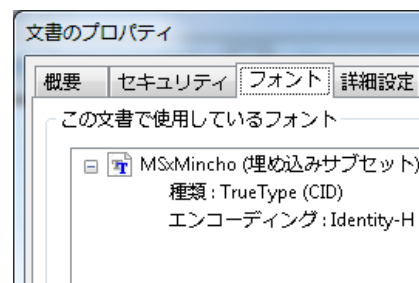 文書のプロパティ
概要 セキュリティ フォント 詳細設定
この文書で使用しているフォント
MSxMincho (埋め込みサブセット)
種類 : TrueType (CID)
エンコーディング : Identity-H